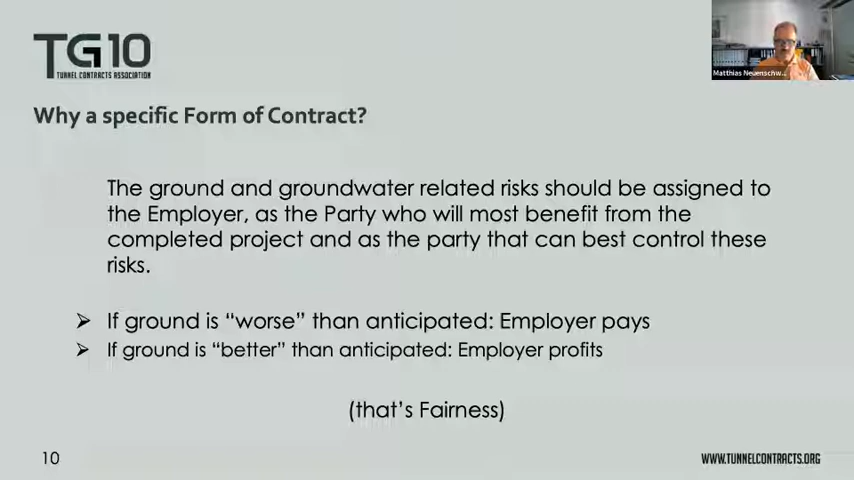 TG10
TUNNEL CONTRACTS ASSOCIATION
Matthias Neuenschw...
Why a specific Form of Contract?
The ground and groundwater related risks should be assigned to
the Employer, as the Party who will most benefit from the
completed project and as the party that can best control these
risks.
➢ If ground is “worse” than anticipated: Employer pays
➢ If ground is “better” than anticipated: Employer profits
(that’s Fairness)
10
WWW.TUNNELCONTRACTS.ORG